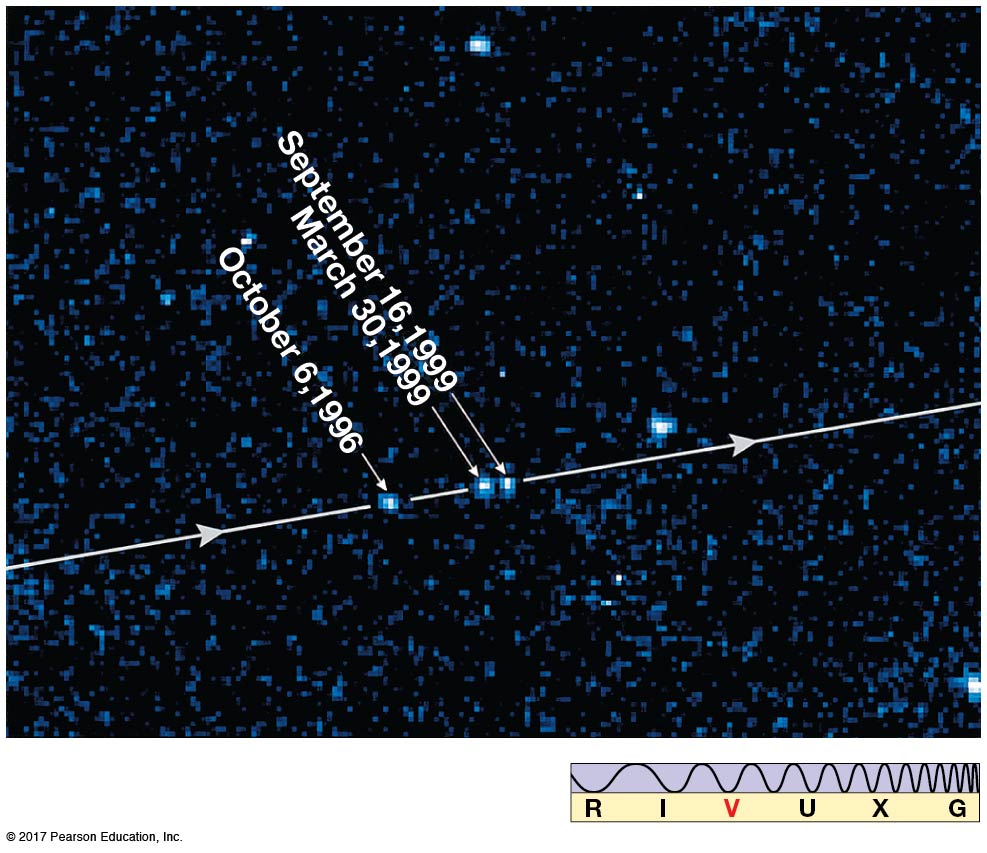 September 16,1999
March 30,1999
October 6,1996
R I V U X G
© 2017 Pearson Education, Inc.